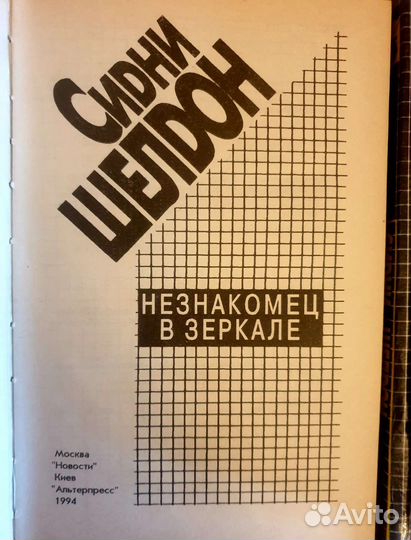 Сидни
ШЕЛДОН
НЕЗНАКОМЕЦ
В ЗЕРКАЛЕ
Москва
"Новости"
Киев
"Альтерпресс"
1994
Avito